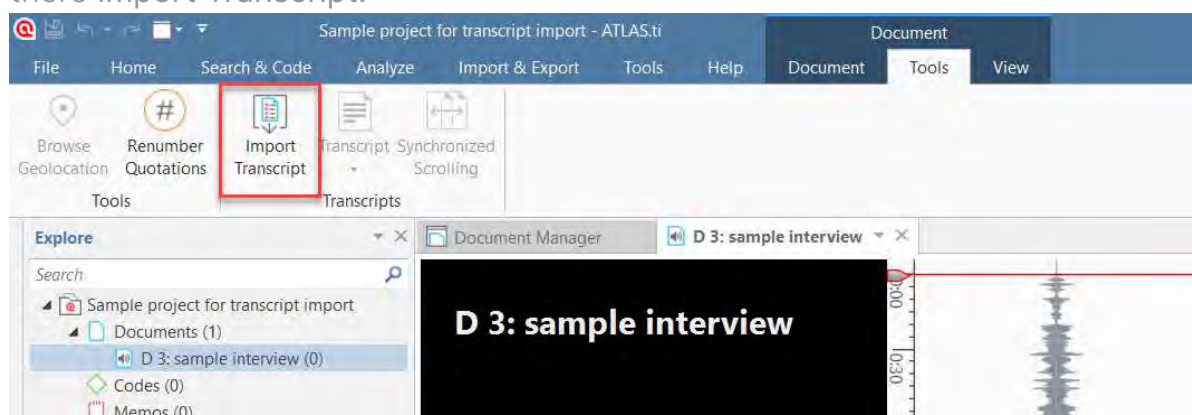 there Import Transcript.
Sample project for transcript import - ATLAS.ti
Document
File Home Search & Code Analyze Import & Export Tools Help Document Tools View
Browse Geolocation
Renumber Quotations
Import Transcript
Transcript
Synchronized Scrolling
Tools
Transcripts
Explore
Document Manager
D 3: sample interview
Search
Sample project for transcript import
Documents (1)
D 3: sample interview (0)
Codes (0)
Memos (0)
D 3: sample interview
0:00
0:30